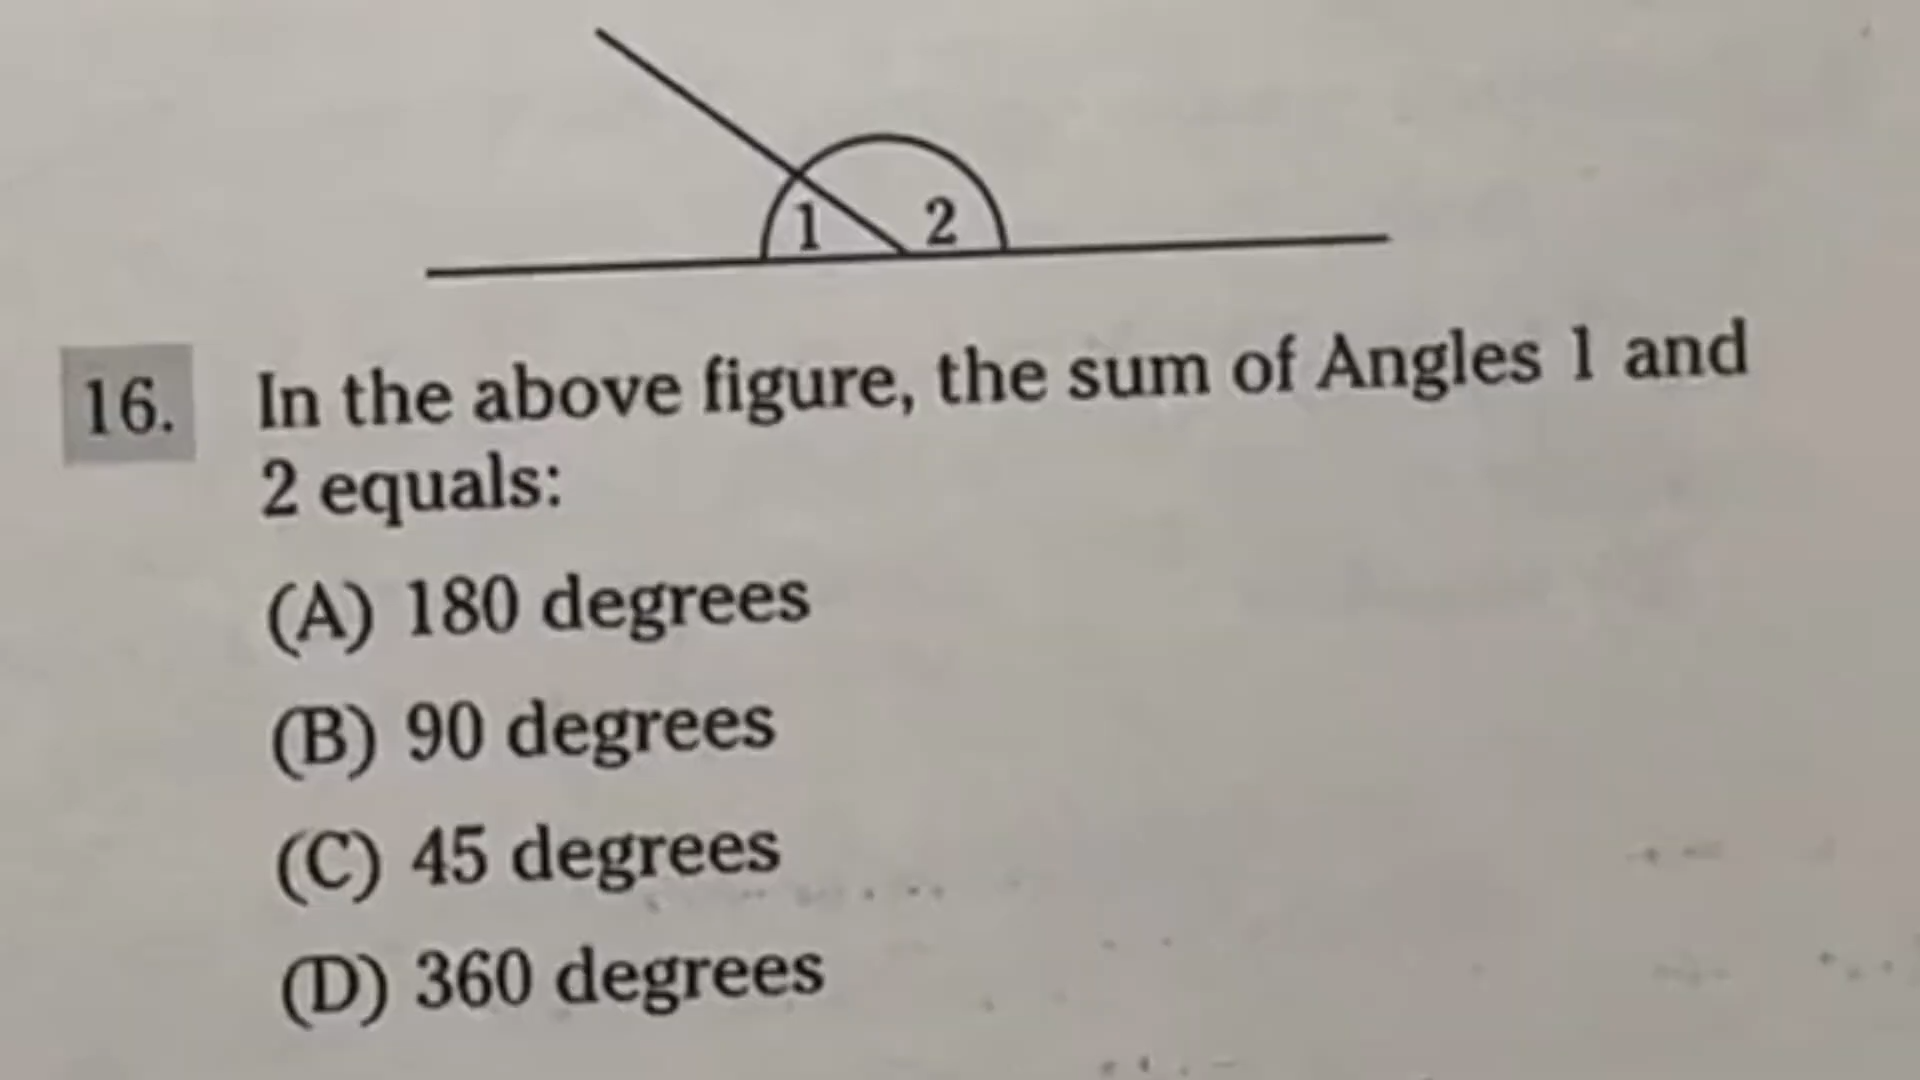 1 2
16. In the above figure, the sum of Angles 1 and
2 equals:
(A) 180 degrees
(B) 90 degrees
(C) 45 degrees
(D) 360 degrees